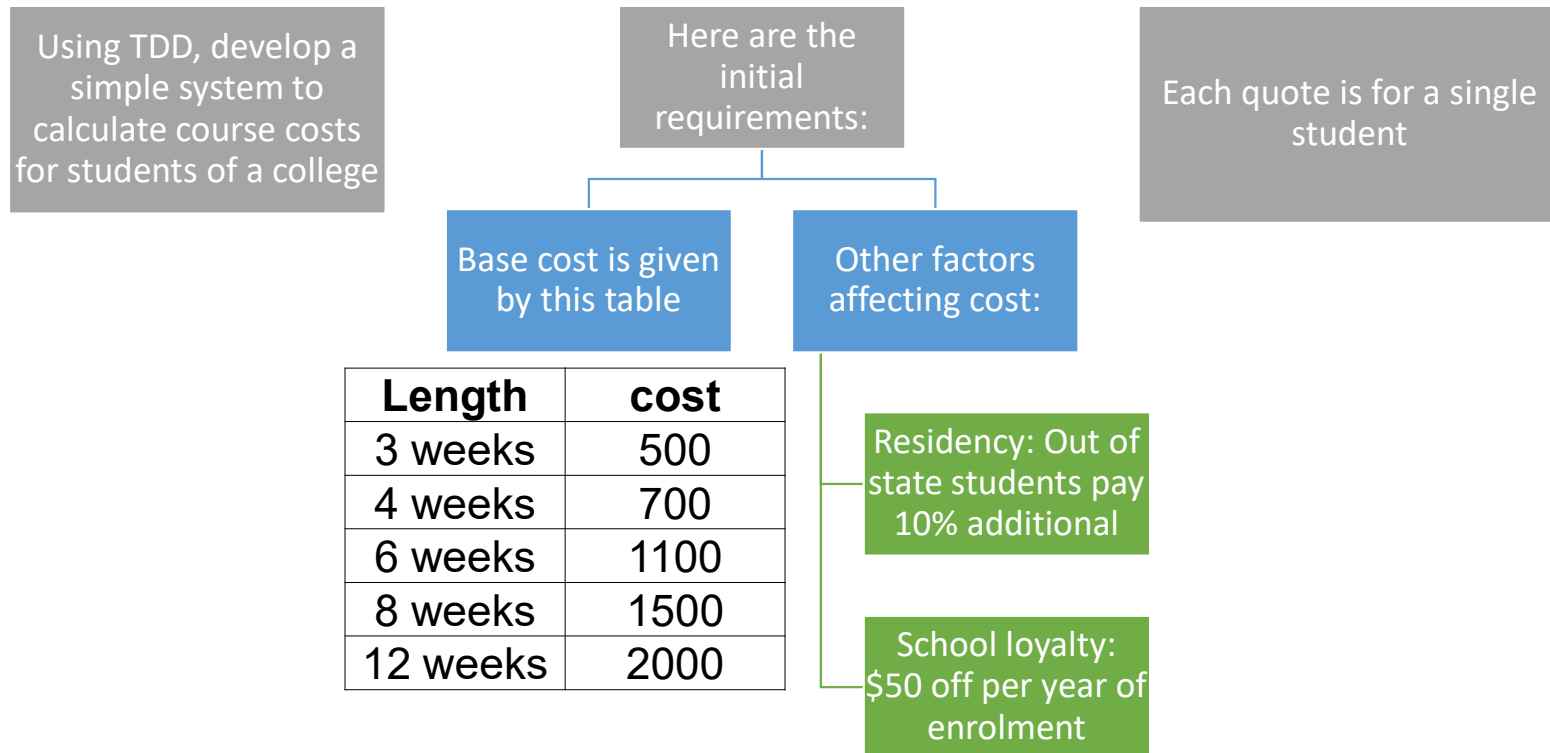 Using TDD, develop a
simple system to
calculate course costs
for students of a college
Here are the
initial
requirements:
Each quote is for a single
student
Base cost is given
by this table
Other factors
affecting cost:
Length cost
3 weeks 500
4 weeks 700
6 weeks 1100
8 weeks 1500
12 weeks 2000
Residency: Out of
state students pay
10% additional
School loyalty:
$50 off per year of
enrolment